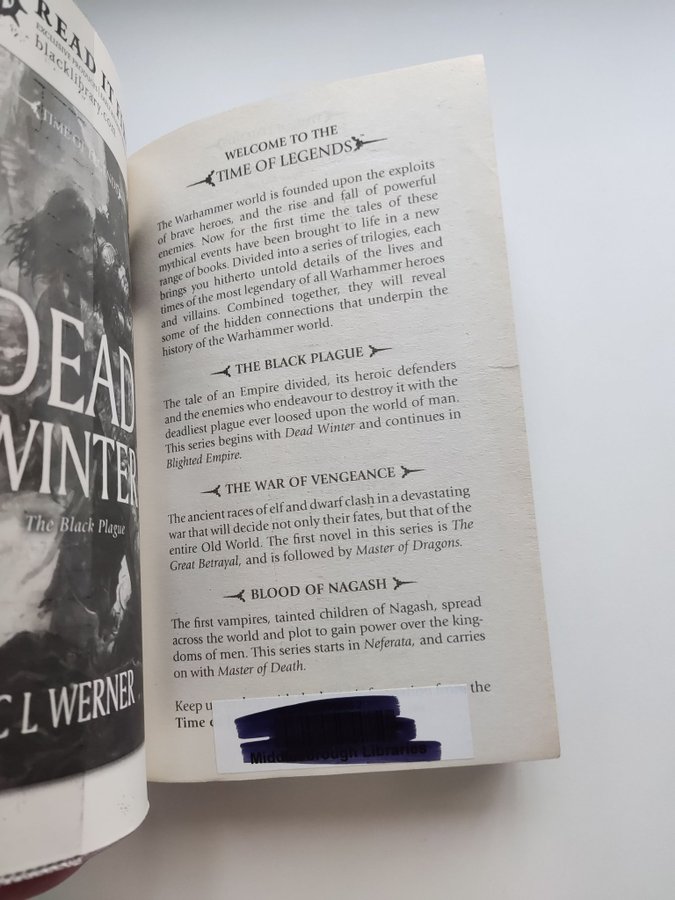 READ IT
EXCLUSIVE
blacklibrary.com
TIME OF
DEAD
WINTER
The Black Plague
C L WERNER
WELCOME TO THE
TIME OF LEGENDS
The Warhammer world is founded upon the exploits
of brave heroes, and the rise and fall of powerful
enemies. Now for the first time the tales of these
mythical events have been brought to life in a new
range of books. Divided into a series of trilogies, each
brings you hitherto untold details of the lives and
times of the most legendary of all Warhammer heroes
and villains. Combined together, they will reveal
some of the hidden connections that underpin the
history of the Warhammer world.
THE BLACK PLAGUE
The tale of an Empire divided, its heroic defenders
and the enemies who endeavour to destroy it with the
deadliest plague ever loosed upon the world of man.
This series begins with Dead Winter and continues in
Blighted Empire.
THE WAR OF VENGEANCE
The ancient races of elf and dwarf clash in a devastating
war that will decide not only their fates, but that of the
entire Old World. The first novel in this series is The
Great Betrayal, and is followed by Master of Dragons.
BLOOD OF NAGASH
The first vampires, tainted children of Nagash, spread
across the world and plot to gain power over the king-
doms of men. This series starts in Neferata, and carries
on with Master of Death.
Keep the
Time
Middlesbrough Libraries